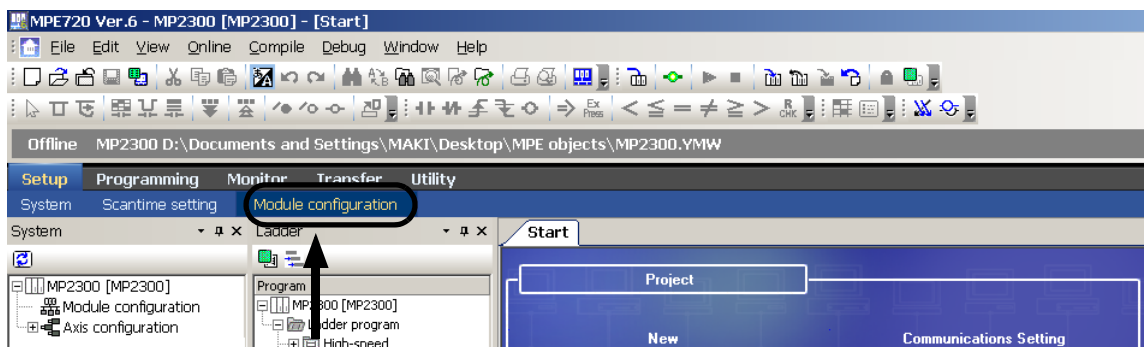 MPE720 Ver.6 - MP2300 [MP2300] - [Start]
File Edit View Online Compile Debug Window Help
Ex Press < ≦ = ≠ ≧ > R CHK
Offline MP2300 D:\Documents and Settings\MAKI\Desktop\MPE objects\MP2300.YMW
Setup Programming Monitor Transfer Utility
System Scantime setting Module configuration
System Ladder Start
MP2300 [MP2300] Program Project
Module configuration MP2300 [MP2300]
Axis configuration Ladder program
High-speed New Communications Setting